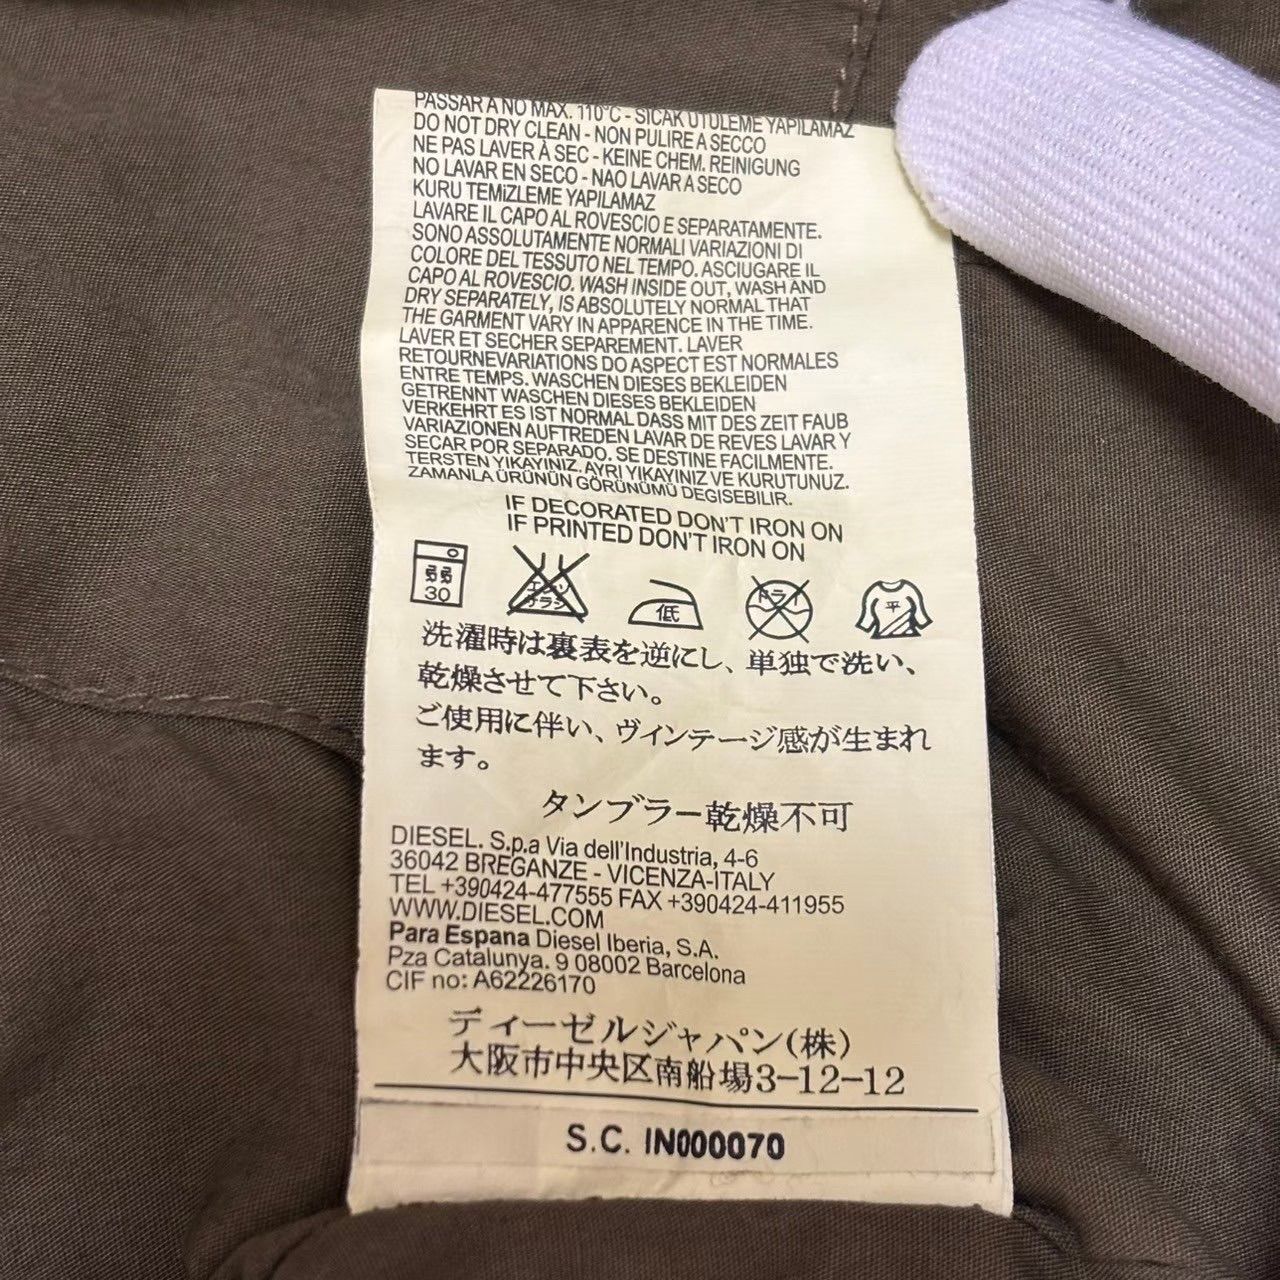 PASSAR A NO MAX. 110°C - SICAK UTULEME YAPILAMAZ
DO NOT DRY CLEAN - NON PULIRE A SECCO
NE PAS LAVER À SEC - KEINE CHEM. REINIGUNG
NO LAVAR EN SECO - NAO LAVAR A SECO
KURU TEMiZLEME YAPILAMAZ
LAVARE IL CAPO AL ROVESCIO E SEPARATAMENTE.
SONO ASSOLUTAMENTE NORMALI VARIAZIONI DI
COLORE DEL TESSUTO NEL TEMPO. ASCIUGARE IL
CAPO AL ROVESCIO. WASH INSIDE OUT, WASH AND
DRY SEPARATELY, IS ABSOLUTELY NORMAL THAT
THE GARMENT VARY IN APPARENCE IN THE TIME.
LAVER ET SECHER SEPAREMENT. LAVER
RETOURNEVARIATIONS DO ASPECT EST NORMALES
ENTRE TEMPS. WASCHEN DIESES BEKLEIDEN
GETRENNT WASCHEN DIESES BEKLEIDEN
VERKEHRT ES IST NORMAL DASS MIT DES ZEIT FAUB
VARIAZIONEN AUFTREDEN LAVAR DE REVES LAVAR Y
SECAR POR SEPARADO. SE DESTINE FACILMENTE.
TERSTEN YIKAYINIZ. AYRI YIKAYINIZ VE KURUTUNUZ.
ZAMANLA ÜRÜNÜN GÖRÜNÜMÜ DEGISEBILIR.
IF DECORATED DON'T IRON ON
IF PRINTED DON'T IRON ON
弱 30 エンソサラシ 低 ドライ 平
洗濯時は裏表を逆にし、単独で洗い、
乾燥させて下さい。
ご使用に伴い、ヴィンテージ感が生まれ
ます。
タンブラー乾燥不可
DIESEL. S.p.a Via dell'Industria, 4-6
36042 BREGANZE - VICENZA-ITALY
TEL +390424-477555 FAX +390424-411955
WWW.DIESEL.COM
Para Espana Diesel Iberia, S.A.
Pza Catalunya. 9 08002 Barcelona
CIF no: A62226170
ディーゼルジャパン(株)
大阪市中央区南船場3-12-12
S.C. IN000070